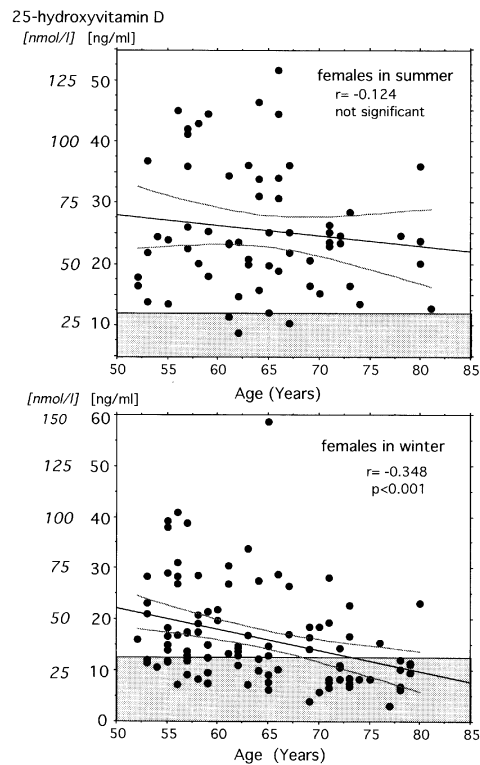 25-hydroxyvitamin D
[nmol/l] [ng/ml]
125 50
100 40
75 30
50 20
25 10
females in summer
r= -0.124
not significant
50 55 60 65 70 75 80 85
Age (Years)
[nmol/l] [ng/ml]
150 60
125 50
100 40
75 30
50 20
25 10
0
females in winter
r= -0.348
p<0.001
50 55 60 65 70 75 80 85
Age (Years)